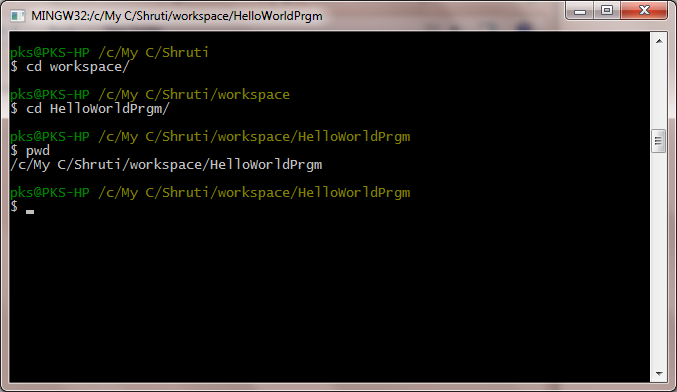 MINGW32:/c/My C/Shruti/workspace/HelloWorldPrgm
pks@PKS-HP /c/My C/Shruti
$ cd workspace/
pks@PKS-HP /c/My C/Shruti/workspace
$ cd HelloWorldPrgm/
pks@PKS-HP /c/My C/Shruti/workspace/HelloWorldPrgm
$ pwd
/c/My C/Shruti/workspace/HelloWorldPrgm
pks@PKS-HP /c/My C/Shruti/workspace/HelloWorldPrgm
$